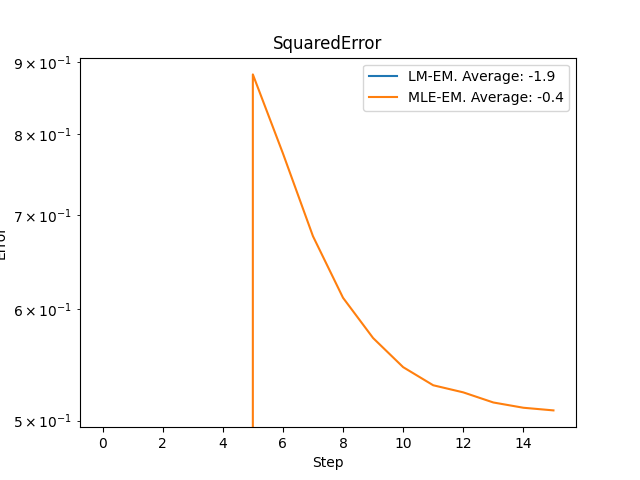 SquaredError
LM-EM. Average: -1.9
MLE-EM. Average: -0.4
9 × 10⁻¹
8 × 10⁻¹
7 × 10⁻¹
6 × 10⁻¹
5 × 10⁻¹
Error
0 2 4 6 8 10 12 14
Step